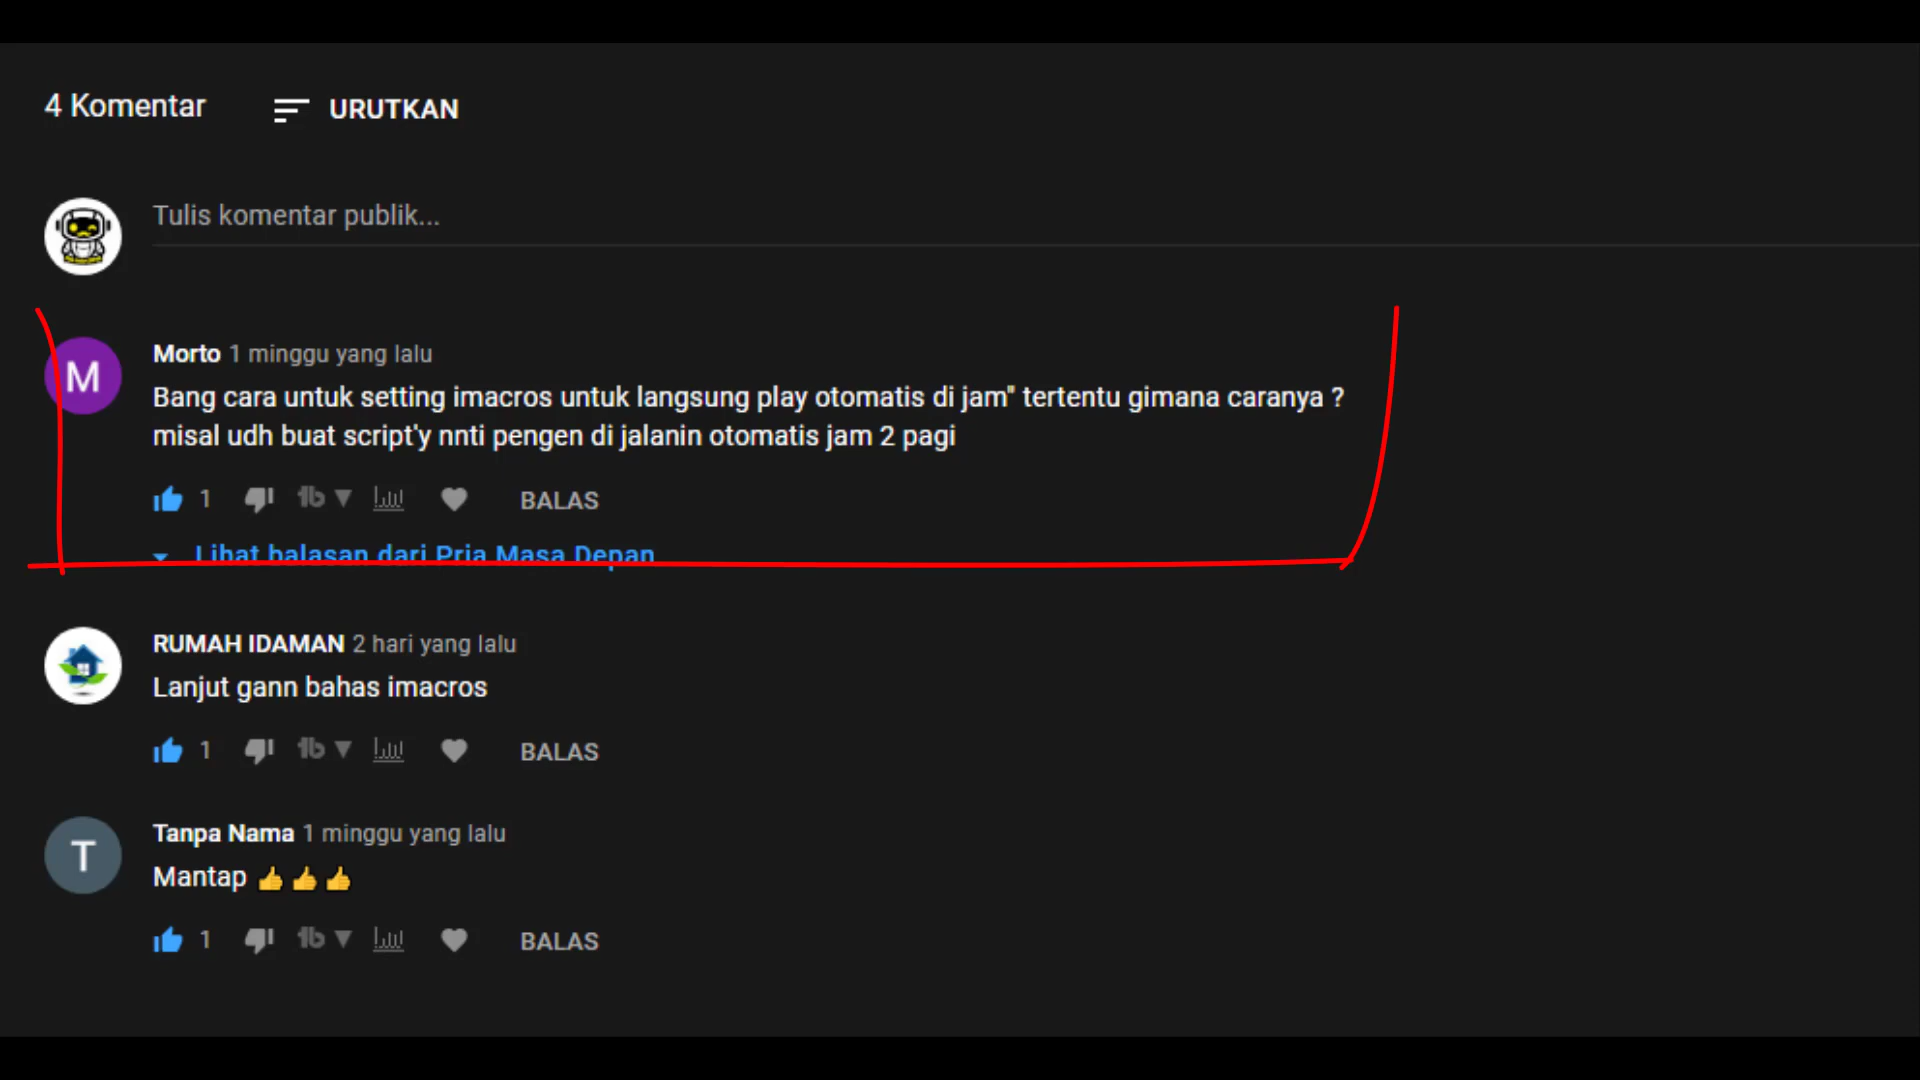 4 Komentar URUTKAN
Tulis komentar publik...
M
Morto 1 minggu yang lalu
Bang cara untuk setting imacros untuk langsung play otomatis di jam" tertentu gimana caranya ?
misal udh buat script'y nnti pengen di jalanin otomatis jam 2 pagi
1 BALAS
Lihat balasan dari Pria Masa Depan
RUMAH IDAMAN 2 hari yang lalu
Lanjut gann bahas imacros
1 BALAS
T
Tanpa Nama 1 minggu yang lalu
Mantap 👍👍👍
1 BALAS